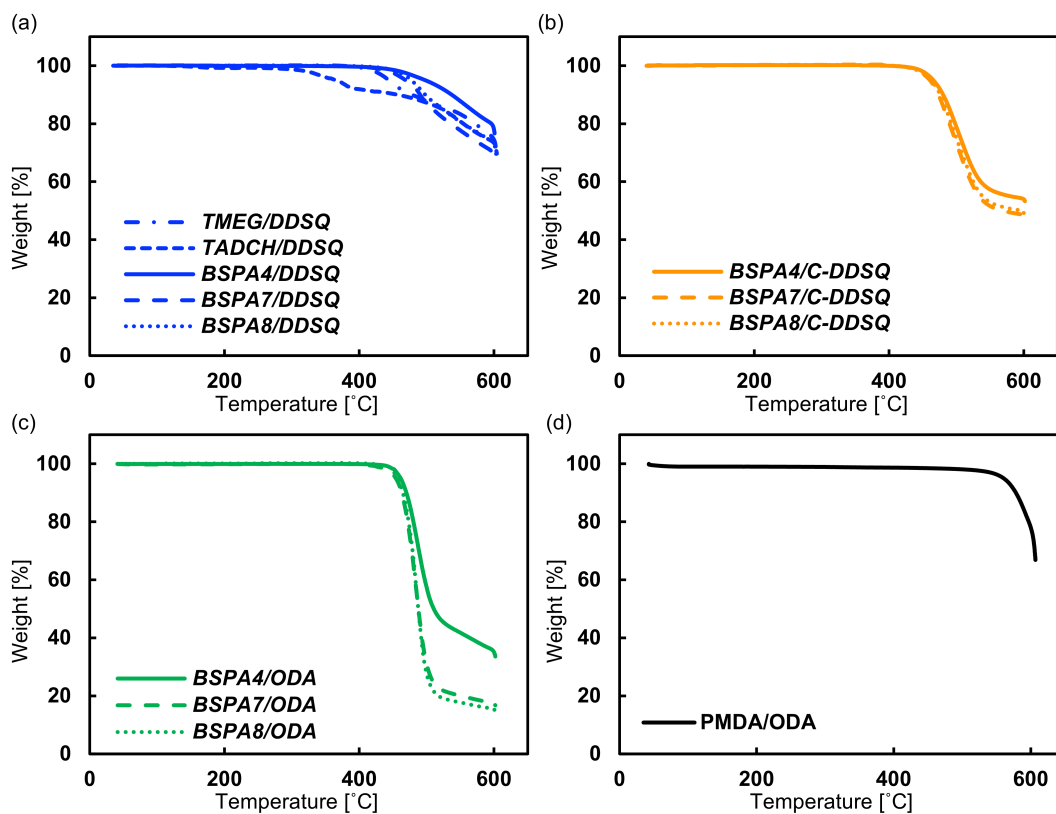 (a)
100
80
60
40
20
0
Weight [%]
TMEG/DDSQ
TADCH/DDSQ
BSPA4/DDSQ
BSPA7/DDSQ
BSPA8/DDSQ
0 200 400 600
Temperature [˚C]
(b)
100
80
60
40
20
0
Weight [%]
BSPA4/C-DDSQ
BSPA7/C-DDSQ
BSPA8/C-DDSQ
0 200 400 600
Temperature [˚C]
(c)
100
80
60
40
20
0
Weight [%]
BSPA4/ODA
BSPA7/ODA
BSPA8/ODA
0 200 400 600
Temperature [˚C]
(d)
100
80
60
40
20
0
Weight [%]
PMDA/ODA
0 200 400 600
Temperature [˚C]